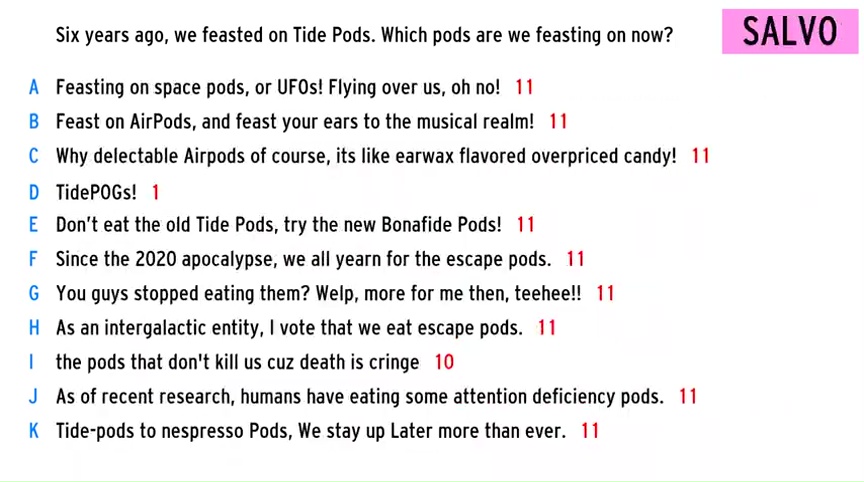 Six years ago, we feasted on Tide Pods. Which pods are we feasting on now?
SALVO
A Feasting on space pods, or UFOs! Flying over us, oh no! 11
B Feast on AirPods, and feast your ears to the musical realm! 11
C Why delectable Airpods of course, its like earwax flavored overpriced candy! 11
D TidePOGs! 1
E Don't eat the old Tide Pods, try the new Bonafide Pods! 11
F Since the 2020 apocalypse, we all yearn for the escape pods. 11
G You guys stopped eating them? Welp, more for me then, teehee!! 11
H As an intergalactic entity, I vote that we eat escape pods. 11
I the pods that don't kill us cuz death is cringe 10
J As of recent research, humans have eating some attention deficiency pods. 11
K Tide-pods to nespresso Pods, We stay up Later more than ever. 11